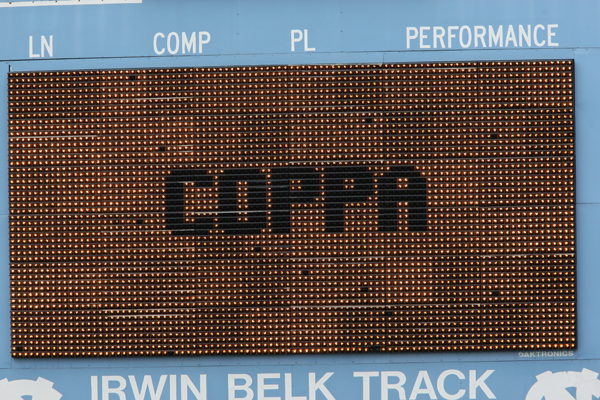 LN COMP PL PERFORMANCE
COPPA
DAKTRONICS
IRWIN BELK TRACK